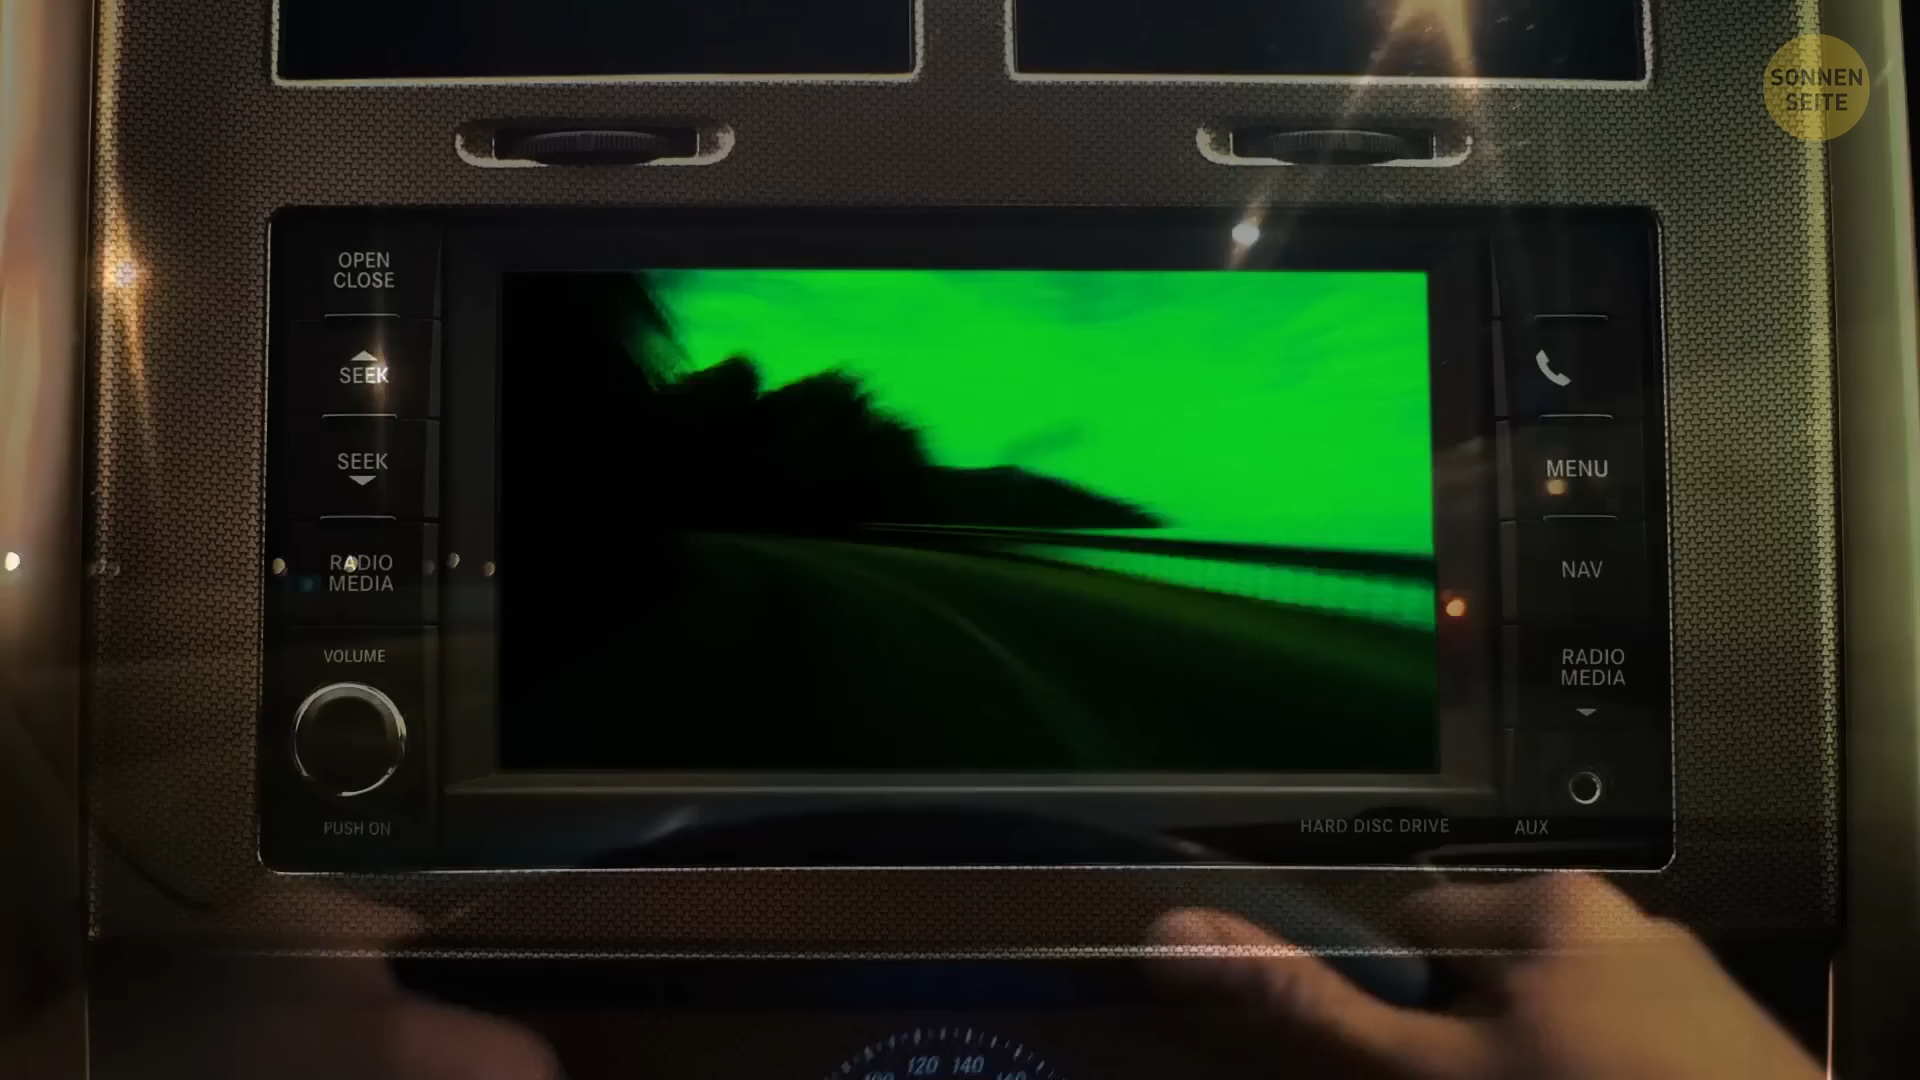 SONNEN
SEITE
OPEN
CLOSE
SEEK
SEEK
RADIO
MEDIA
VOLUME
PUSH ON
MENU
NAV
RADIO
MEDIA
HARD DISC DRIVE
AUX
120 140